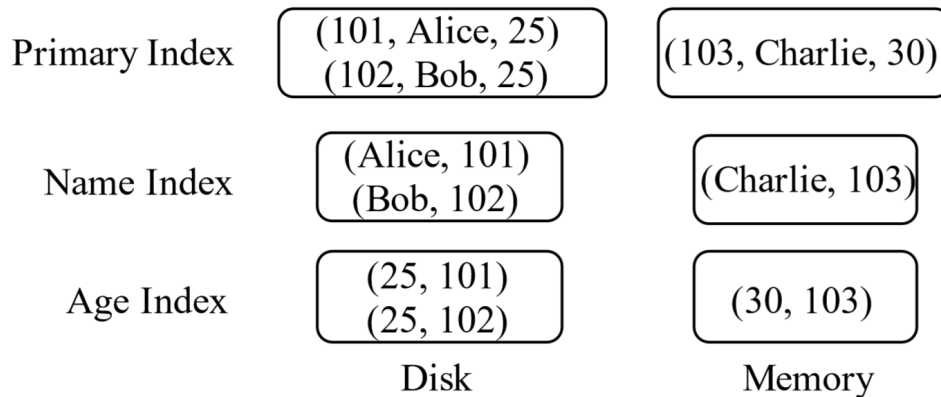 Primary Index
(101, Alice, 25)
(102, Bob, 25)
(103, Charlie, 30)
Name Index
(Alice, 101)
(Bob, 102)
(Charlie, 103)
Age Index
(25, 101)
(25, 102)
(30, 103)
Disk
Memory